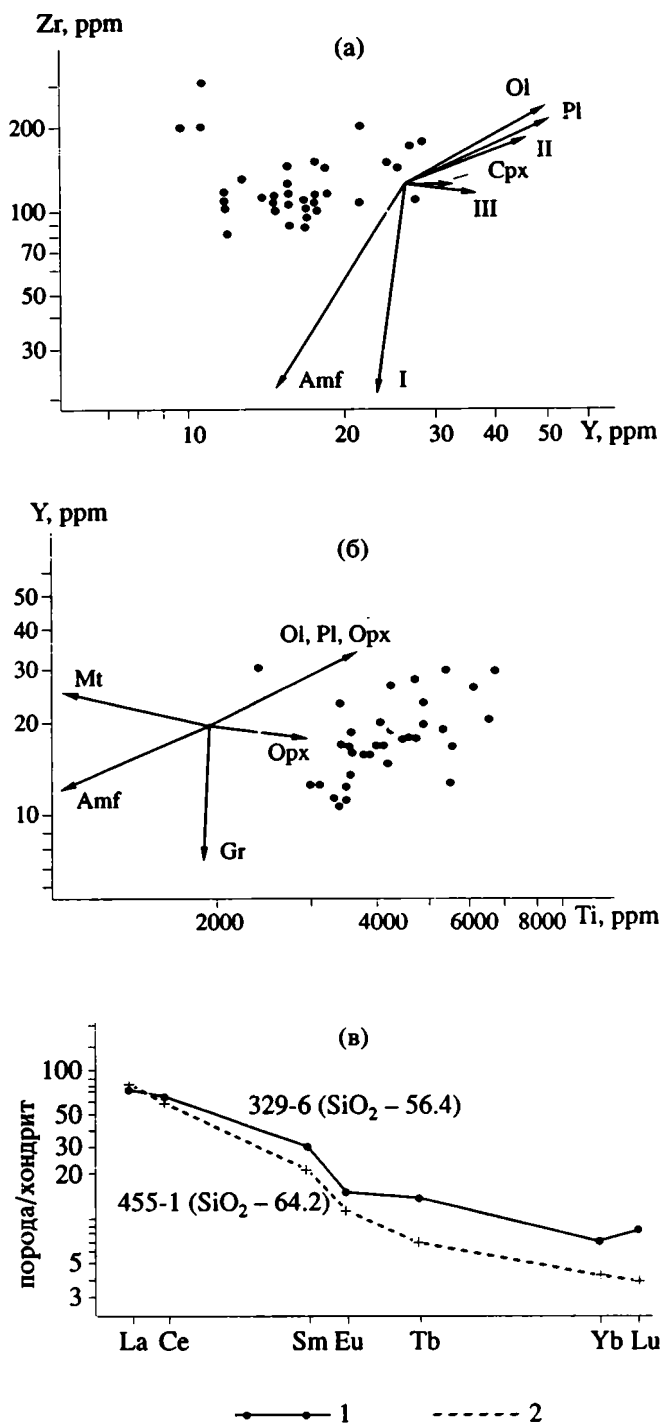 Zr, ppm
(а)
200
100
70
50
30
Ol
Pl
II
Cpx
III
Amf
I
10
20
30
40
50
Y, ppm
Y, ppm
(б)
50
40
30
20
10
Ol, Pl, Opx
Mt
Opx
Amf
Gr
2000
4000
6000
8000
Ti, ppm
(в)
порода/хондрит
100
50
30
20
5
3
329-6 (SiO₂ – 56.4)
455-1 (SiO₂ – 64.2)
La Ce Sm Eu Tb Yb Lu
1 2